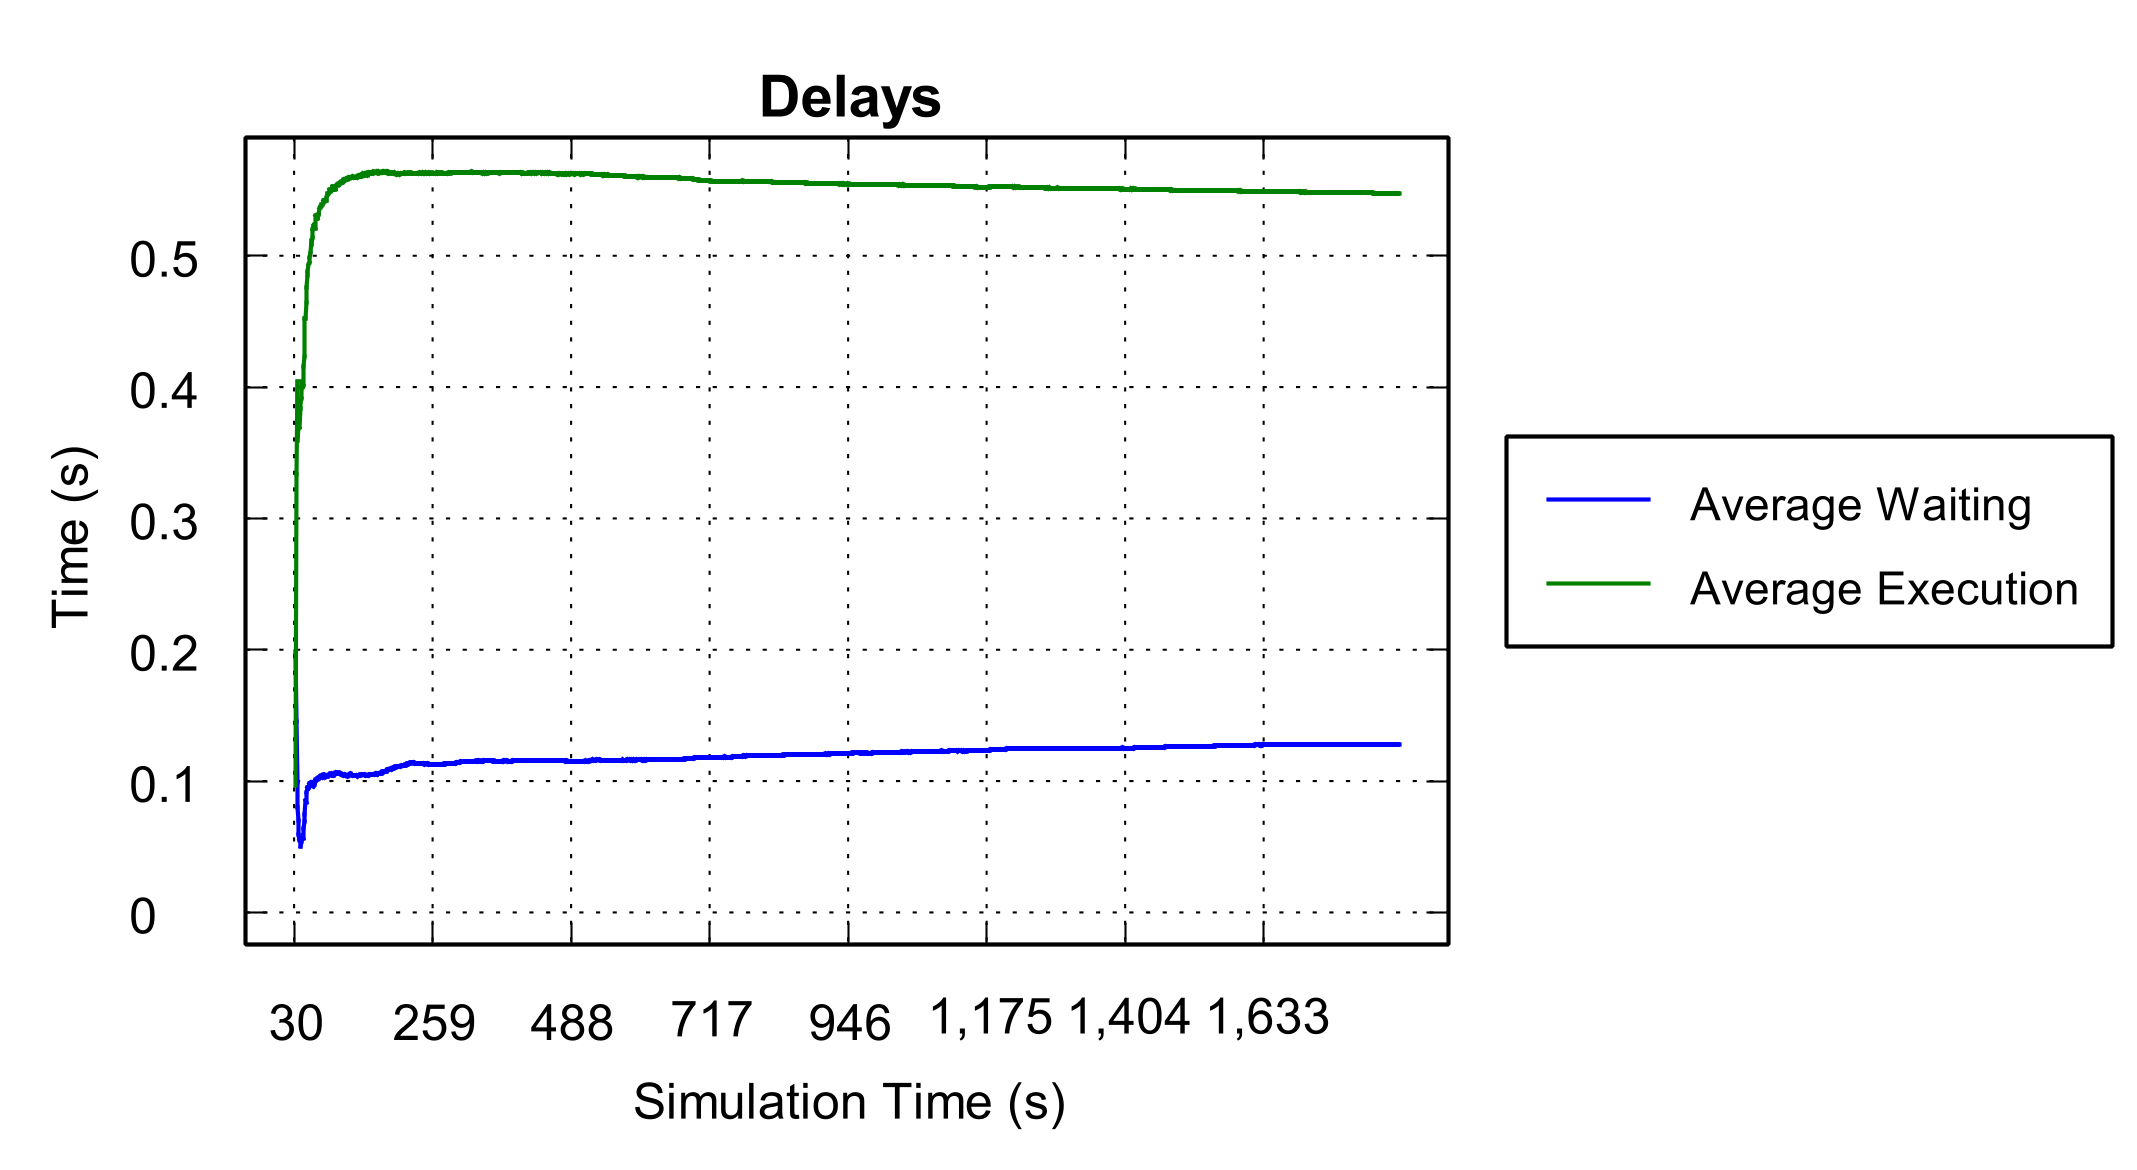 Delays
0.5
0.4
0.3
0.2
0.1
0
Time (s)
30 259 488 717 946 1,175 1,404 1,633
Simulation Time (s)
Average Waiting
Average Execution